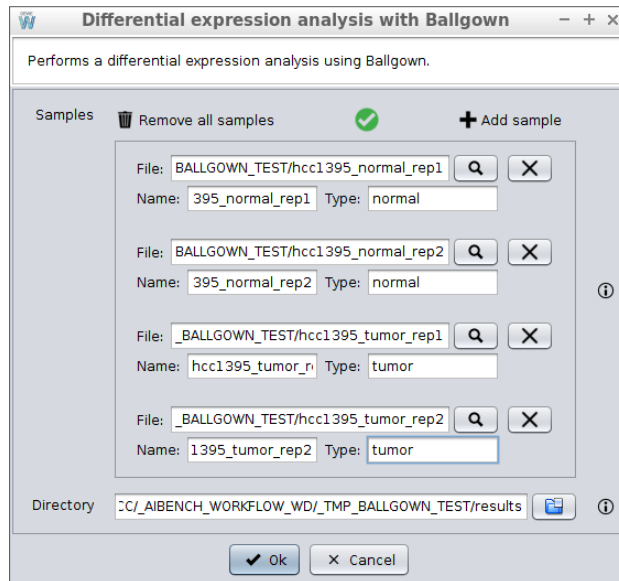 Differential expression analysis with Ballgown
Performs a differential expression analysis using Ballgown.
Samples Remove all samples Add sample
File: BALLGOWN_TEST/hcc1395_normal_rep1
Name: 395_normal_rep1 Type: normal
File: BALLGOWN_TEST/hcc1395_normal_rep2
Name: 395_normal_rep2 Type: normal
File: _BALLGOWN_TEST/hcc1395_tumor_rep1
Name: hcc1395_tumor_r Type: tumor
File: _BALLGOWN_TEST/hcc1395_tumor_rep2
Name: 1395_tumor_rep2 Type: tumor
Directory CC/_AIBENCH_WORKFLOW_WD/_TMP_BALLGOWN_TEST/results
Ok Cancel